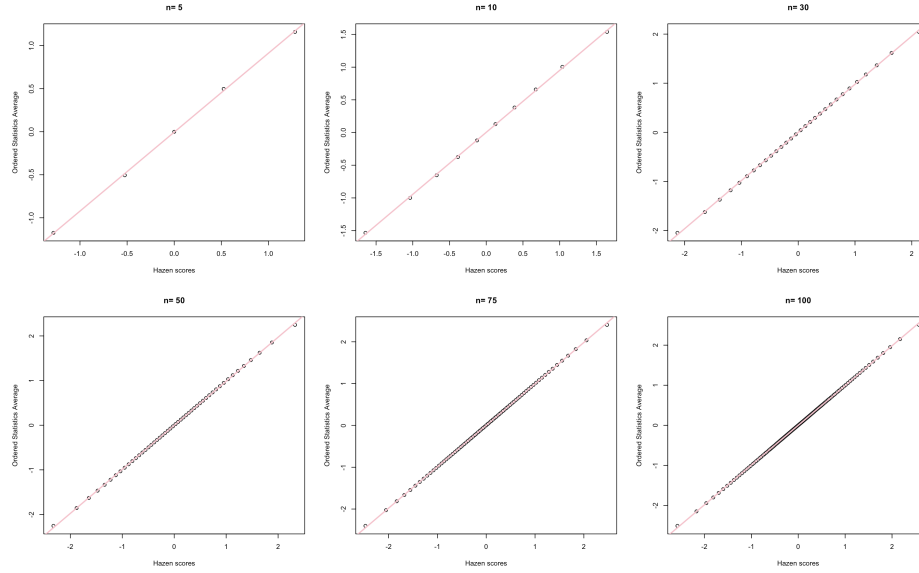 n= 5
Ordered Statistics Average
1.0
0.5
0.0
-0.5
-1.0
-1.0 -0.5 0.0 0.5 1.0
Hazen scores
n= 10
Ordered Statistics Average
1.5
1.0
0.5
0.0
-0.5
-1.0
-1.5
-1.5 -1.0 -0.5 0.0 0.5 1.0 1.5
Hazen scores
n= 30
Ordered Statistics Average
2
1
0
-1
-2
-2 -1 0 1 2
Hazen scores
n= 50
Ordered Statistics Average
2
1
0
-1
-2
-2 -1 0 1 2
Hazen scores
n= 75
Ordered Statistics Average
2
1
0
-1
-2
-2 -1 0 1 2
Hazen scores
n= 100
Ordered Statistics Average
2
1
0
-1
-2
-2 -1 0 1 2
Hazen scores